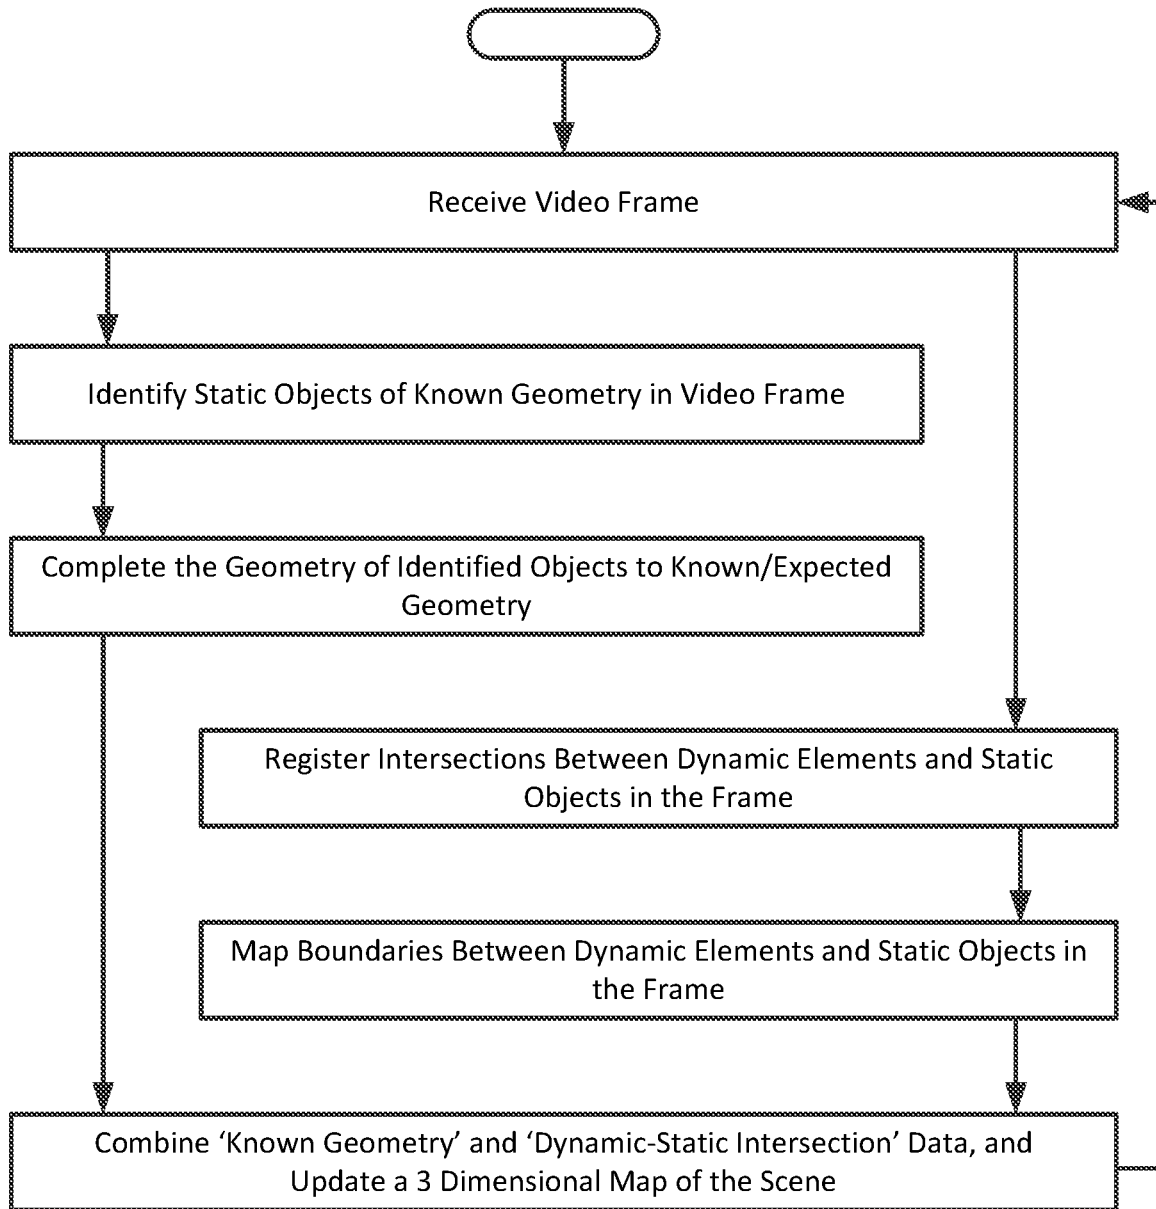 Receive Video Frame
Identify Static Objects of Known Geometry in Video Frame
Complete the Geometry of Identified Objects to Known/Expected
Geometry
Register Intersections Between Dynamic Elements and Static
Objects in the Frame
Map Boundaries Between Dynamic Elements and Static Objects in
the Frame
Combine ‘Known Geometry’ and ‘Dynamic-Static Intersection’ Data, and
Update a 3 Dimensional Map of the Scene